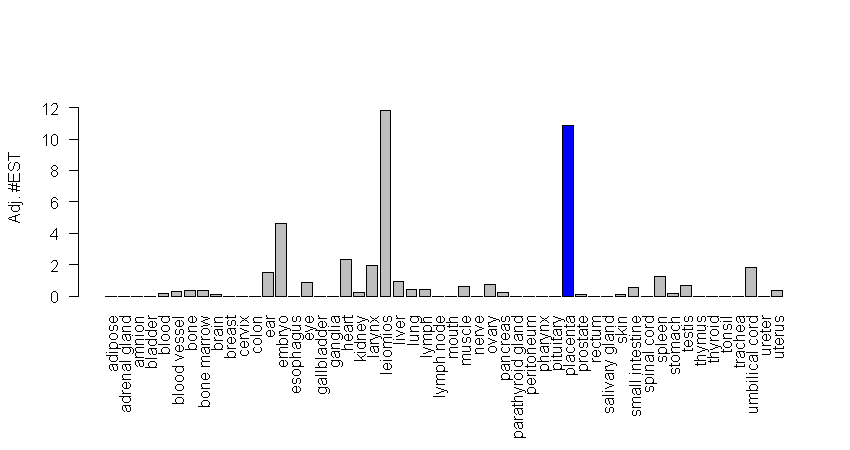 Adj. #EST
12
10
8
6
4
2
0
adipose
adrenal gland
amnion
bladder
blood
blood vessel
bone
bone marrow
brain
breast
cervix
colon
ear
embryo
esophagus
eye
gallbladder
ganglia
heart
kidney
larynx
leiomios
liver
lung
lymph
lymph node
mouth
muscle
nerve
ovary
pancreas
parathyroid gland
peritoneum
pharynx
pituitary
placenta
prostate
rectum
salivary gland
skin
small intestine
spinal cord
spleen
stomach
testis
thymus
thyroid
tonsil
trachea
umbilical cord
ureter
uterus